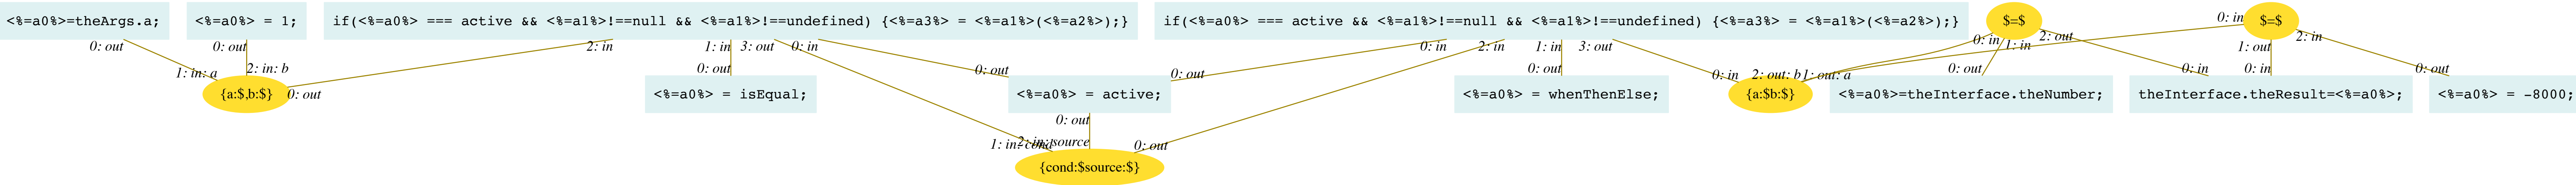 <%=a0%>=theArgs.a;
<%=a0%> = 1;
if(<%=a0%> === active && <%=a1%>!==null && <%=a1%>!==undefined) {<%=a3%> = <%=a1%>(<%=a2%>);}
if(<%=a0%> === active && <%=a1%>!==null && <%=a1%>!==undefined) {<%=a3%> = <%=a1%>(<%=a2%>);}
$=$
0: in
$=$
0: out
0: out
2: in
1: in
3: out
0: in
0: in
2: in
1: in
3: out
0: in
1: in
2: out
1: out
2: in
1: in: a
2: in: b
0: out
0: out
0: out
0: out
0: in
2: out: b
1: out: a
0: out
0: in
0: in
0: out
{a:$,b:$}
0: out
<%=a0%> = isEqual;
<%=a0%> = active;
<%=a0%> = whenThenElse;
{a:$b:$}
<%=a0%>=theInterface.theNumber;
theInterface.theResult=<%=a0%>;
<%=a0%> = -8000;
0: out
1: in: cond
2: in: source
0: out
{cond:$source:$}